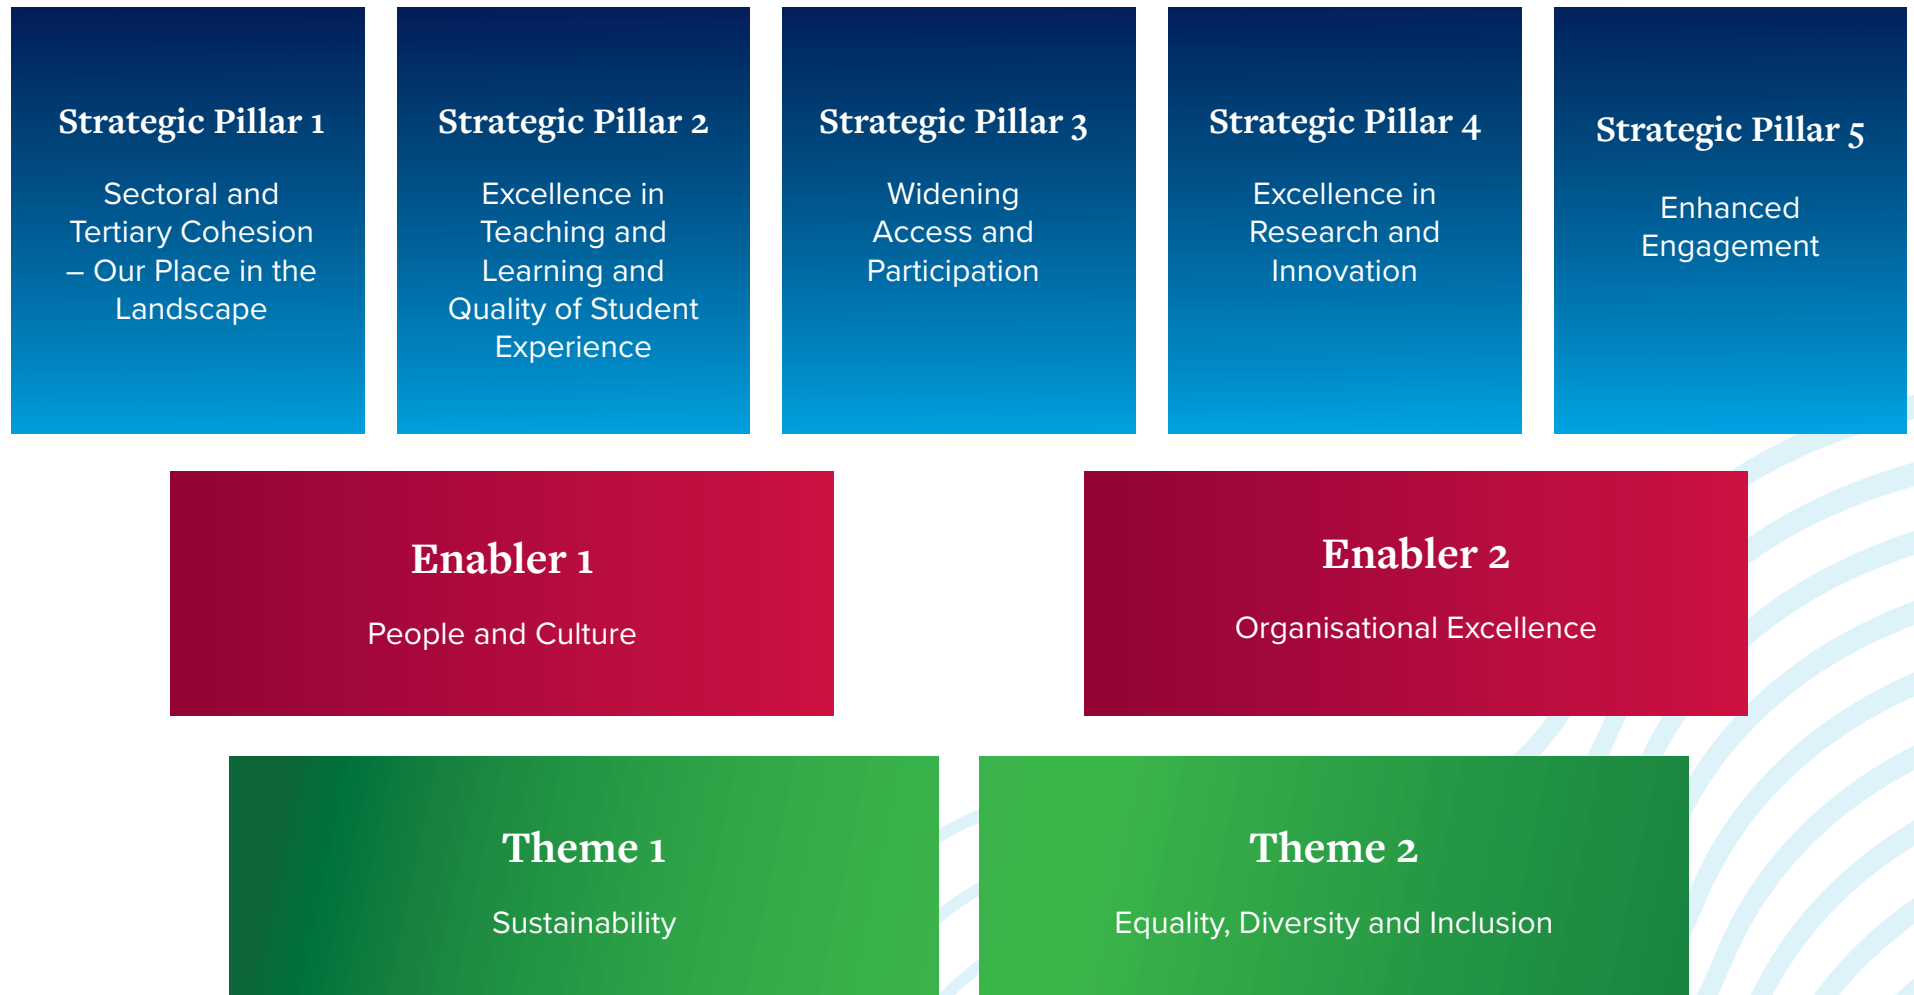 Strategic Pillar 1
Sectoral and
Tertiary Cohesion
– Our Place in the
Landscape
Strategic Pillar 2
Excellence in
Teaching and
Learning and
Quality of Student
Experience
Strategic Pillar 3
Widening
Access and
Participation
Strategic Pillar 4
Excellence in
Research and
Innovation
Strategic Pillar 5
Enhanced
Engagement
Enabler 1
People and Culture
Enabler 2
Organisational Excellence
Theme 1
Sustainability
Theme 2
Equality, Diversity and Inclusion